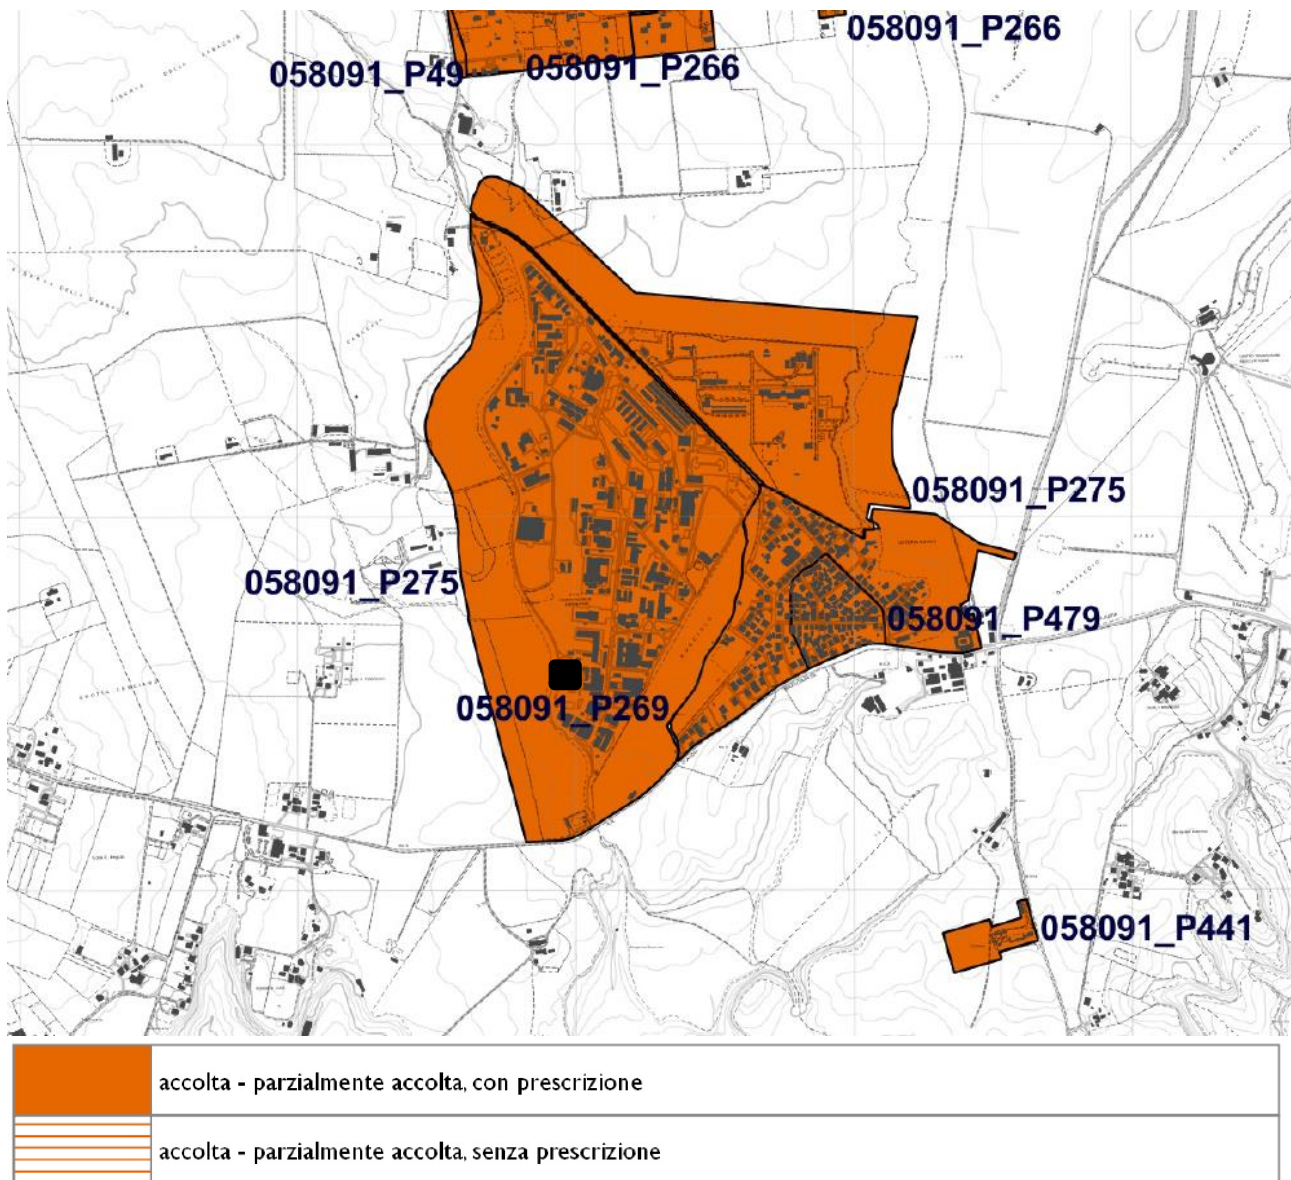 058091_P266
058091_P49
058091_P266
058091_P275
058091_P275
058091_P479
058091_P269
058091_P441
accolta - parzialmente accolta, con prescrizione
accolta - parzialmente accolta, senza prescrizione